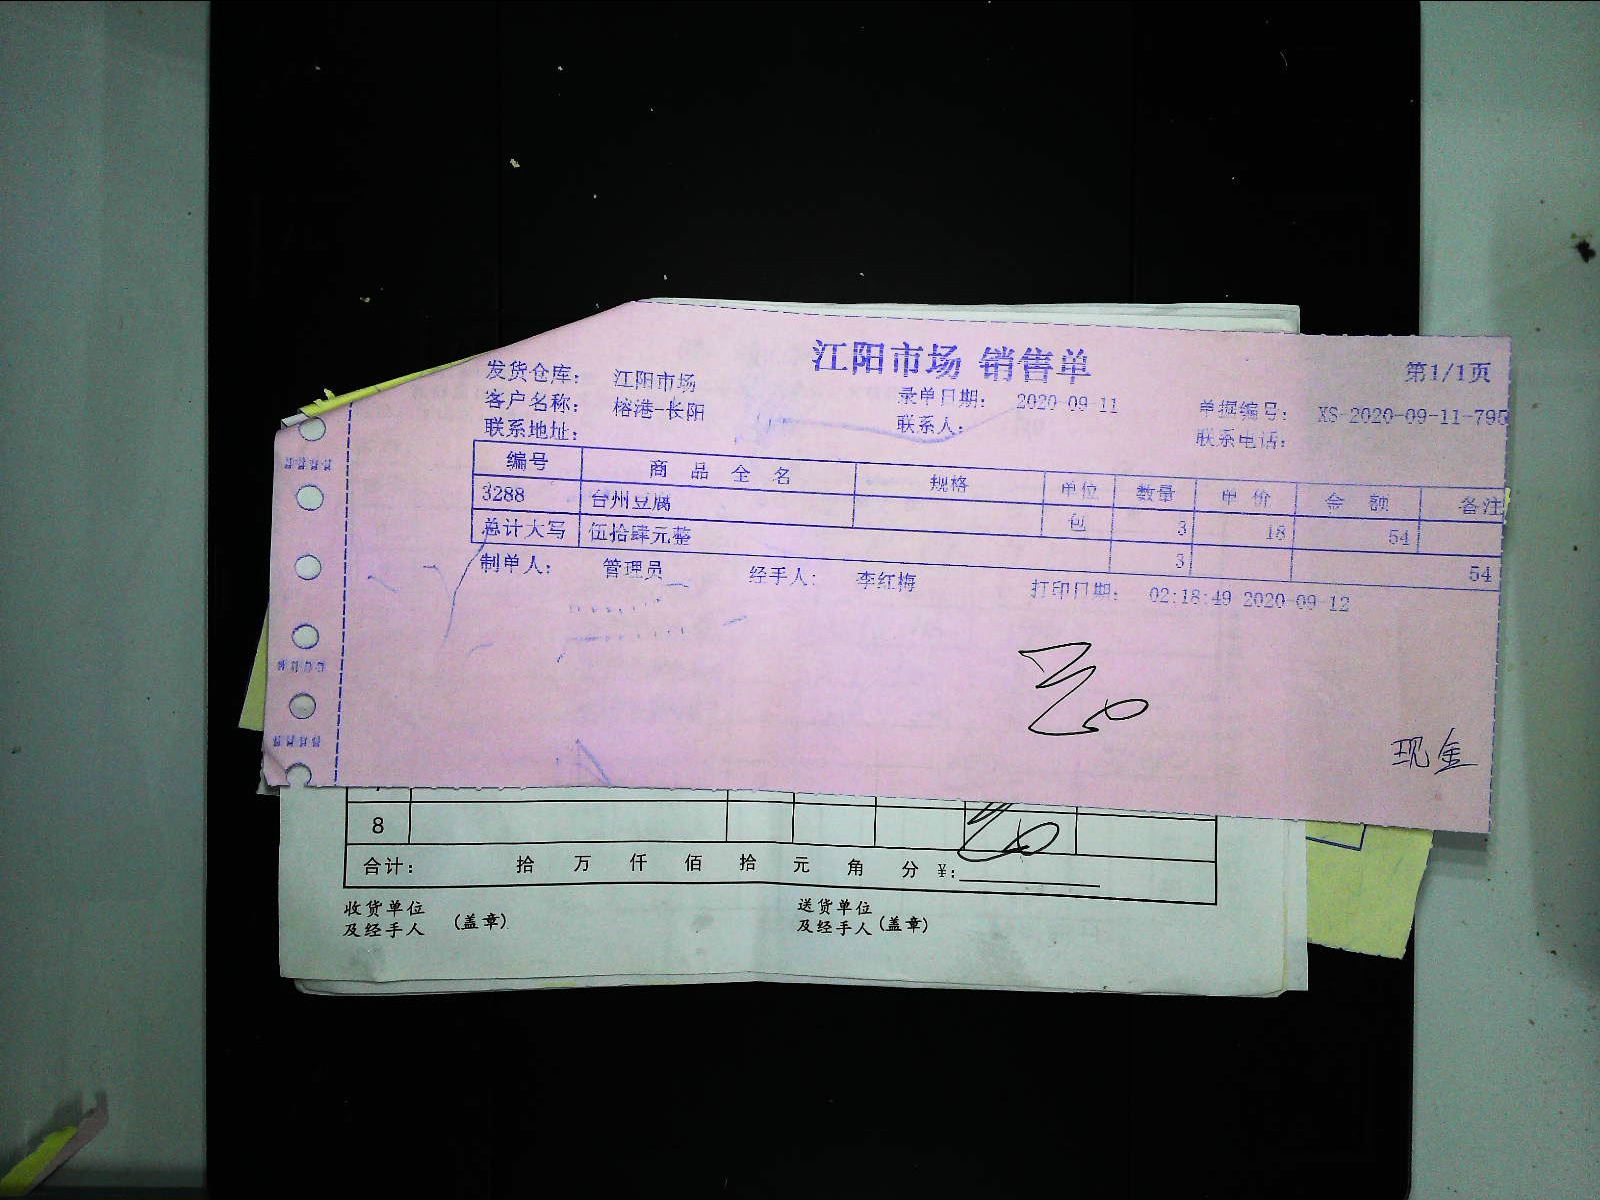 江阳市场 销售单
第1/1页
发货仓库： 江阳市场
录单日期： 2020-09-11
单据编号： XS-2020-09-11-795
客户名称： 榕港-长阳
联系人：
联系电话：
联系地址：
编号 商品全名 规格 单位 数量 单价 金额 备注
3288 台州豆腐 包 3 18 54
总计大写 伍拾肆元整 3 54
制单人： 管理员 经手人： 李红梅 打印日期： 02:18:49 2020-09-12
现金
8
合计： 拾 万 仟 佰 拾 元 角 分 ¥：
收货单位
及经手人 (盖章)
送货单位
及经手人 (盖章)